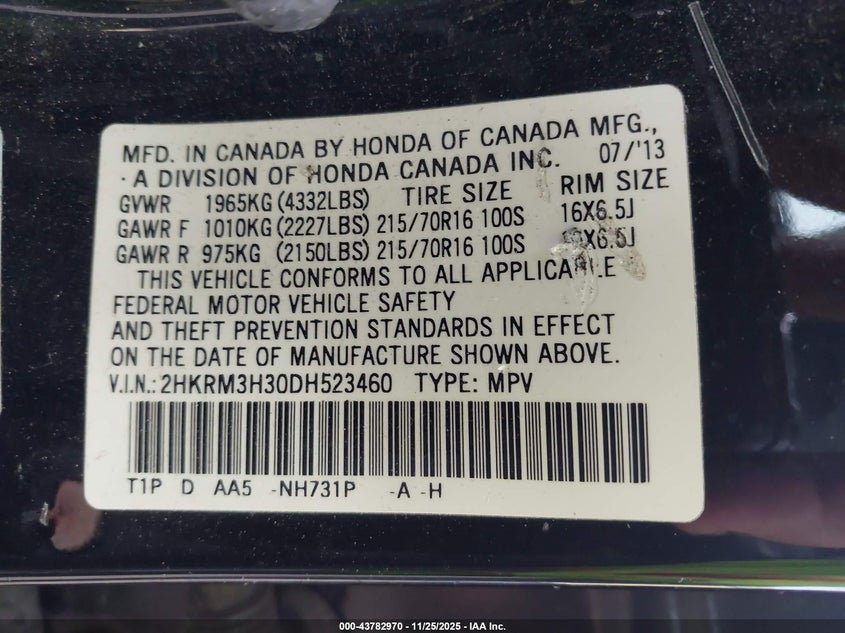 MFD. IN CANADA BY HONDA OF CANADA MFG.,
A DIVISION OF HONDA CANADA INC. 07/'13
GVWR 1965KG (4332LBS) TIRE SIZE RIM SIZE
GAWR F 1010KG (2227LBS) 215/70R16 100S 16X6.5J
GAWR R 975KG (2150LBS) 215/70R16 100S X6.5J
THIS VEHICLE CONFORMS TO ALL APPLICABLE
FEDERAL MOTOR VEHICLE SAFETY
AND THEFT PREVENTION STANDARDS IN EFFECT
ON THE DATE OF MANUFACTURE SHOWN ABOVE.
V.I.N.: 2HKRM3H30DH523460 TYPE: MPV
T1P D AA5 -NH731P -A -H
000-43782970 - 11/25/2025 - IAA Inc.